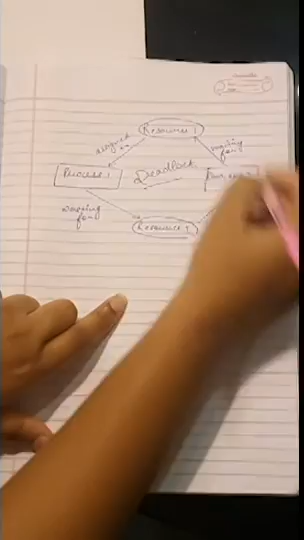 Resource 1
assigned to
waiting for
Deadlock
Process 1
waiting for
Resource 2